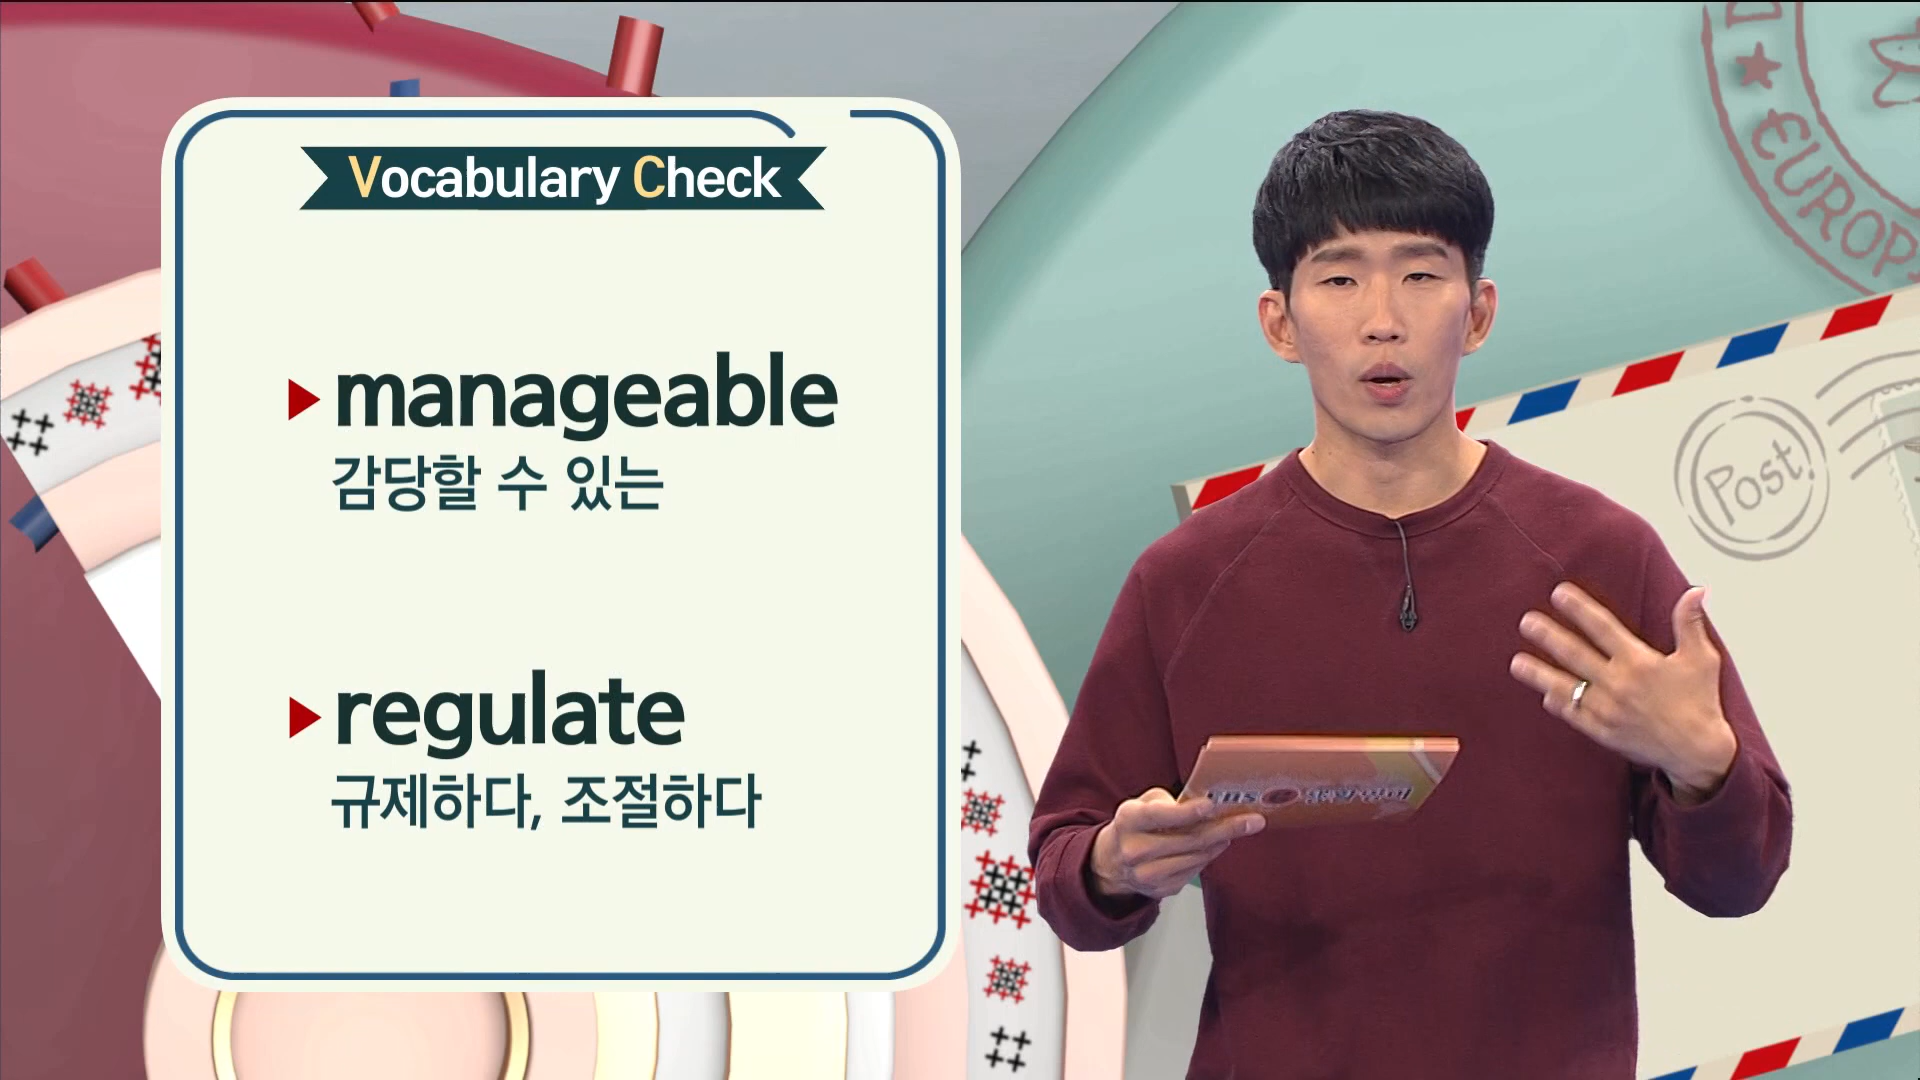 Vocabulary Check
manageable
감당할 수 있는
regulate
규제하다, 조절하다
EUROPA
Post!